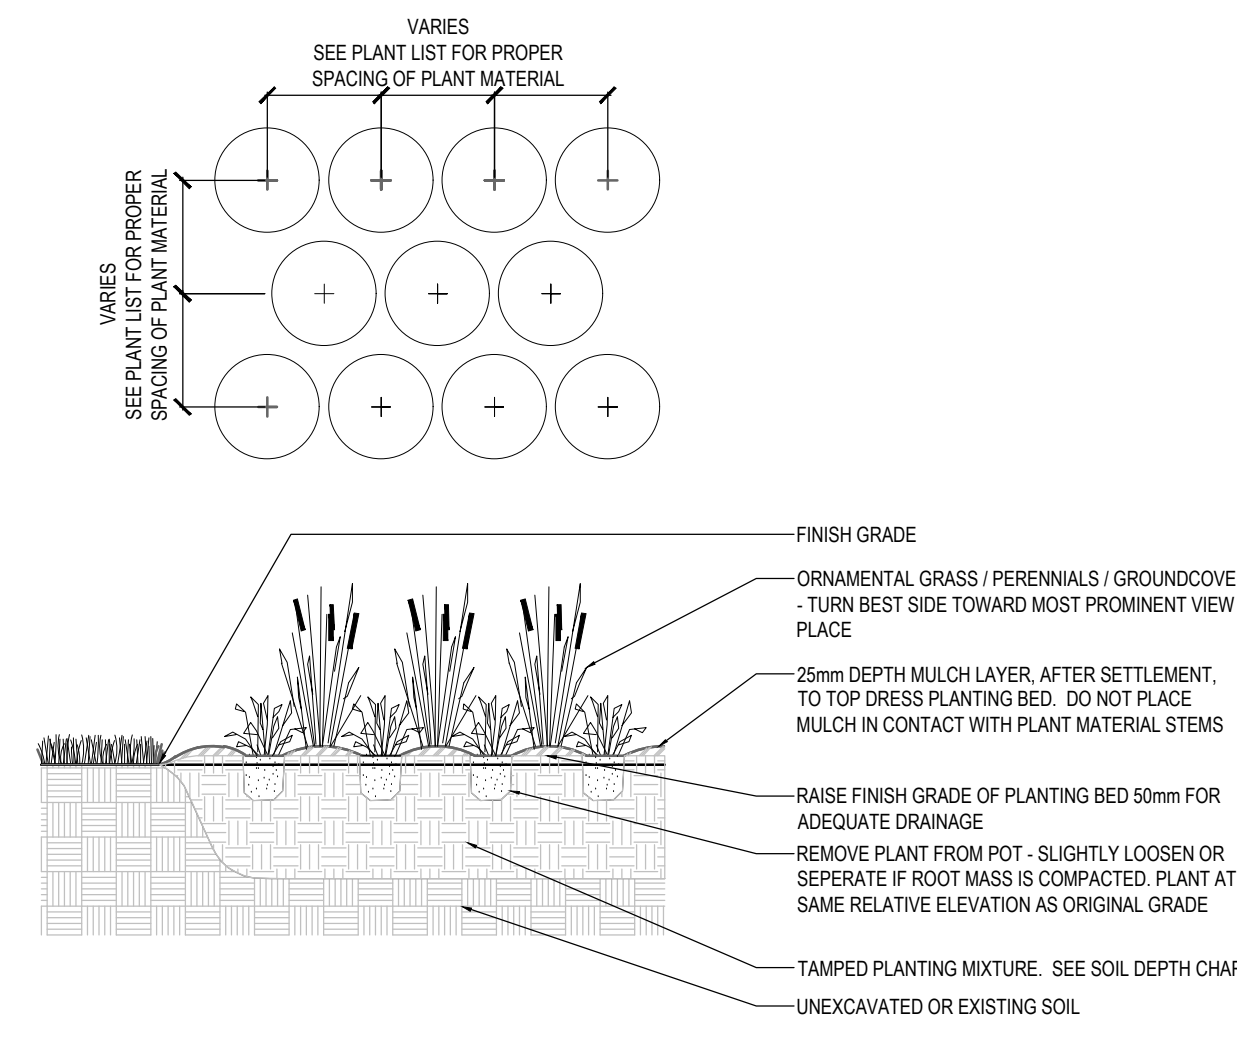 VARIES
SEE PLANT LIST FOR PROPER
SPACING OF PLANT MATERIAL
VARIES
SEE PLANT LIST FOR PROPER
SPACING OF PLANT MATERIAL
FINISH GRADE
ORNAMENTAL GRASS / PERENNIALS / GROUNDCOVE
- TURN BEST SIDE TOWARD MOST PROMINENT VIEW
PLACE
25mm DEPTH MULCH LAYER, AFTER SETTLEMENT,
TO TOP DRESS PLANTING BED. DO NOT PLACE
MULCH IN CONTACT WITH PLANT MATERIAL STEMS
RAISE FINISH GRADE OF PLANTING BED 50mm FOR
ADEQUATE DRAINAGE
REMOVE PLANT FROM POT - SLIGHTLY LOOSEN OR
SEPERATE IF ROOT MASS IS COMPACTED. PLANT AT
SAME RELATIVE ELEVATION AS ORIGINAL GRADE
TAMPED PLANTING MIXTURE. SEE SOIL DEPTH CHA
UNEXCAVATED OR EXISTING SOIL